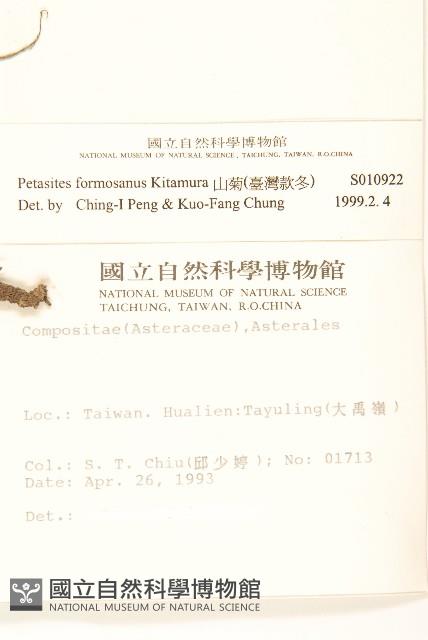 國立自然科學博物館
NATIONAL MUSEUM OF NATURAL SCIENCE, TAICHUNG, TAIWAN, R.O.CHINA
Petasites formosanus Kitamura 山菊(臺灣款冬) S010922
Det. by Ching-I Peng & Kuo-Fang Chung 1999.2.4
國立自然科學博物館
NATIONAL MUSEUM OF NATURAL SCIENCE
TAICHUNG, TAIWAN, R.O.CHINA
Compositae(Asteraceae),Asterales
Loc.: Taiwan. Hualien:Tayuling(大禹嶺)
Col.: S. T. Chiu(邱少婷); No: 01713
Date: Apr. 26, 1993
Det.:
國立自然科學博物館
NATIONAL MUSEUM OF NATURAL SCIENCE